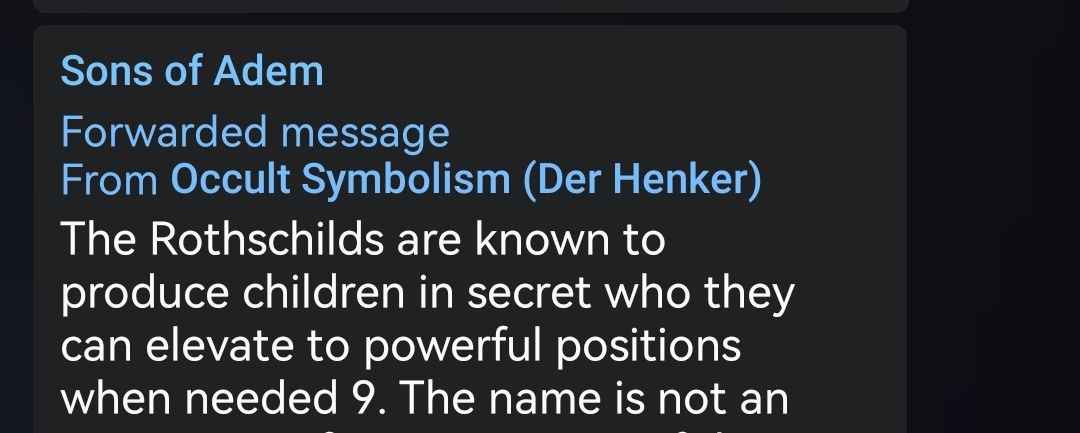 Sons of Adem
Forwarded message
From Occult Symbolism (Der Henker)
The Rothschilds are known to
produce children in secret who they
can elevate to powerful positions
when needed 9. The name is not an